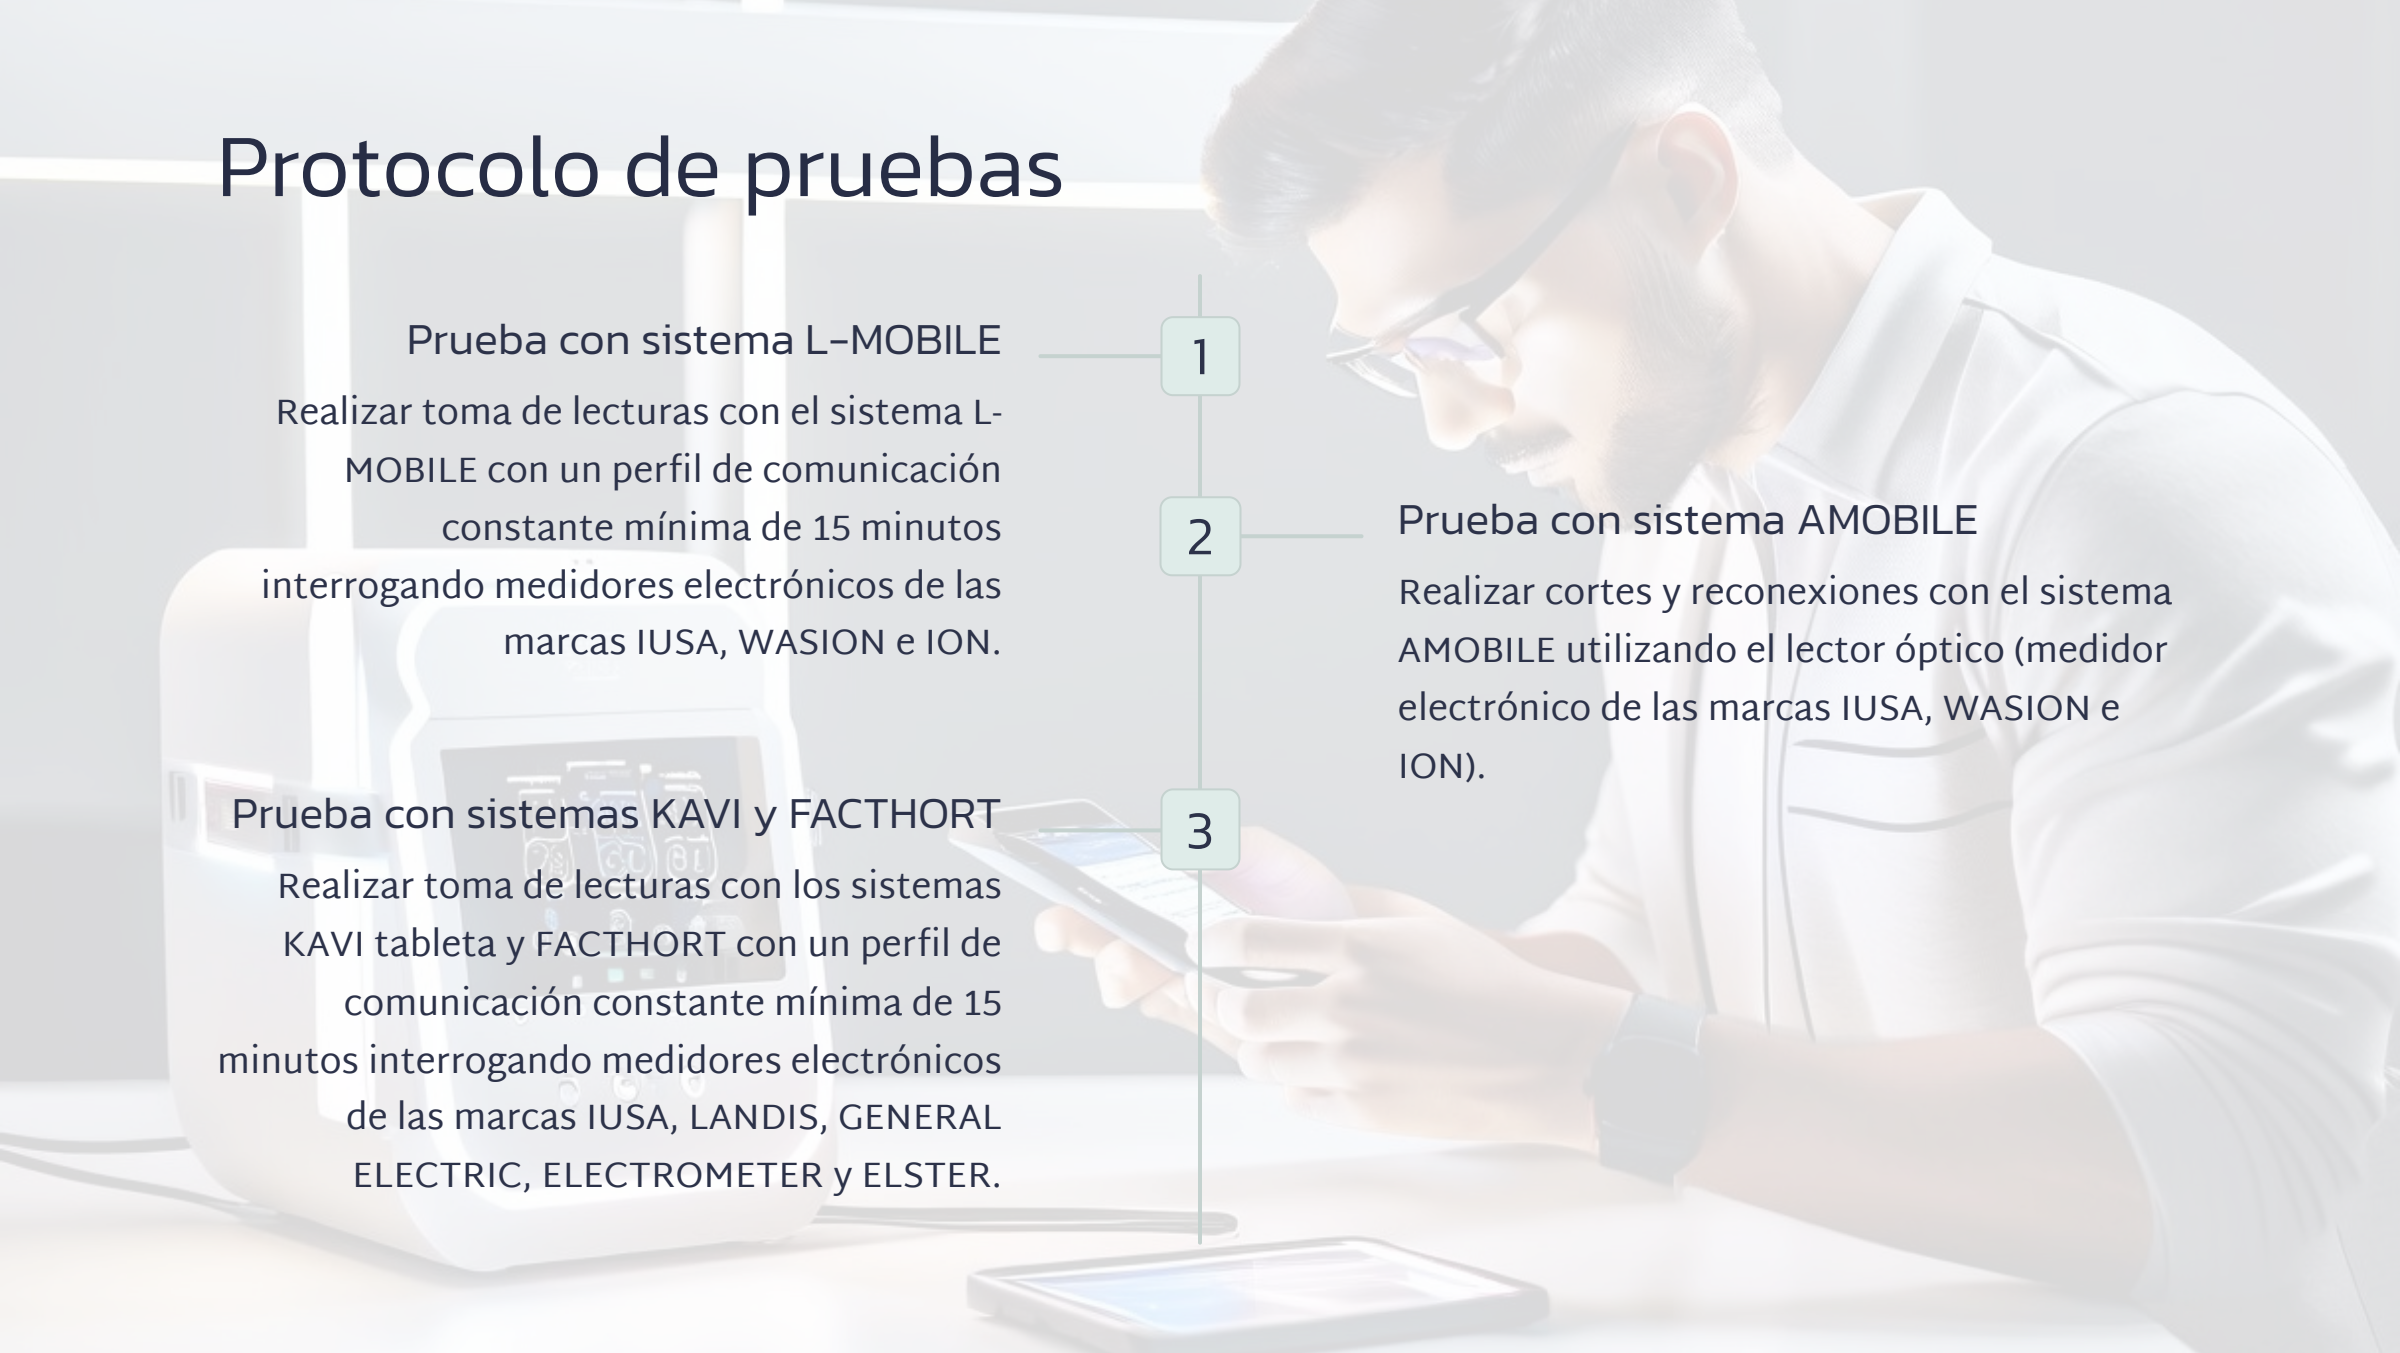 Protocolo de pruebas
1
Prueba con sistema L-MOBILE
Realizar toma de lecturas con el sistema L-
MOBILE con un perfil de comunicación
constante mínima de 15 minutos
interrogando medidores electrónicos de las
marcas IUSA, WASION e ION.
2
Prueba con sistema AMOBILE
Realizar cortes y reconexiones con el sistema
AMOBILE utilizando el lector óptico (medidor
electrónico de las marcas IUSA, WASION e
ION).
3
Prueba con sistemas KAVI y FACTHORT
Realizar toma de lecturas con los sistemas
KAVI tableta y FACTHORT con un perfil de
comunicación constante mínima de 15
minutos interrogando medidores electrónicos
de las marcas IUSA, LANDIS, GENERAL
ELECTRIC, ELECTROMETER y ELSTER.